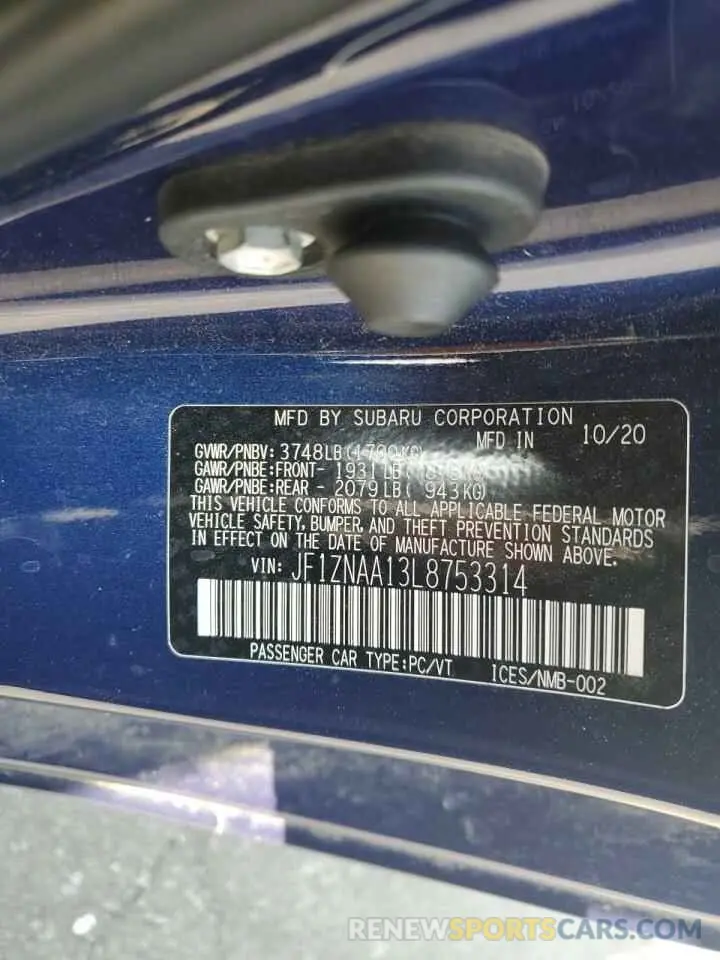 MFD BY SUBARU CORPORATION
MFD IN 10/20
GVWR/PNBV: 3748LB(1700KG)
GAWR/PNBE:FRONT- 1931LB(
GAWR/PNBE:REAR - 2079LB( 943KG)
THIS VEHICLE CONFORMS TO ALL APPLICABLE FEDERAL MOTOR
VEHICLE SAFETY, BUMPER, AND THEFT PREVENTION STANDARDS
IN EFFECT ON THE DATE OF MANUFACTURE SHOWN ABOVE.
VIN: JF1ZNAA13L8753314
PASSENGER CAR TYPE:PC/VT ICES/NMB-002
RENEWSPORTSCARS.COM